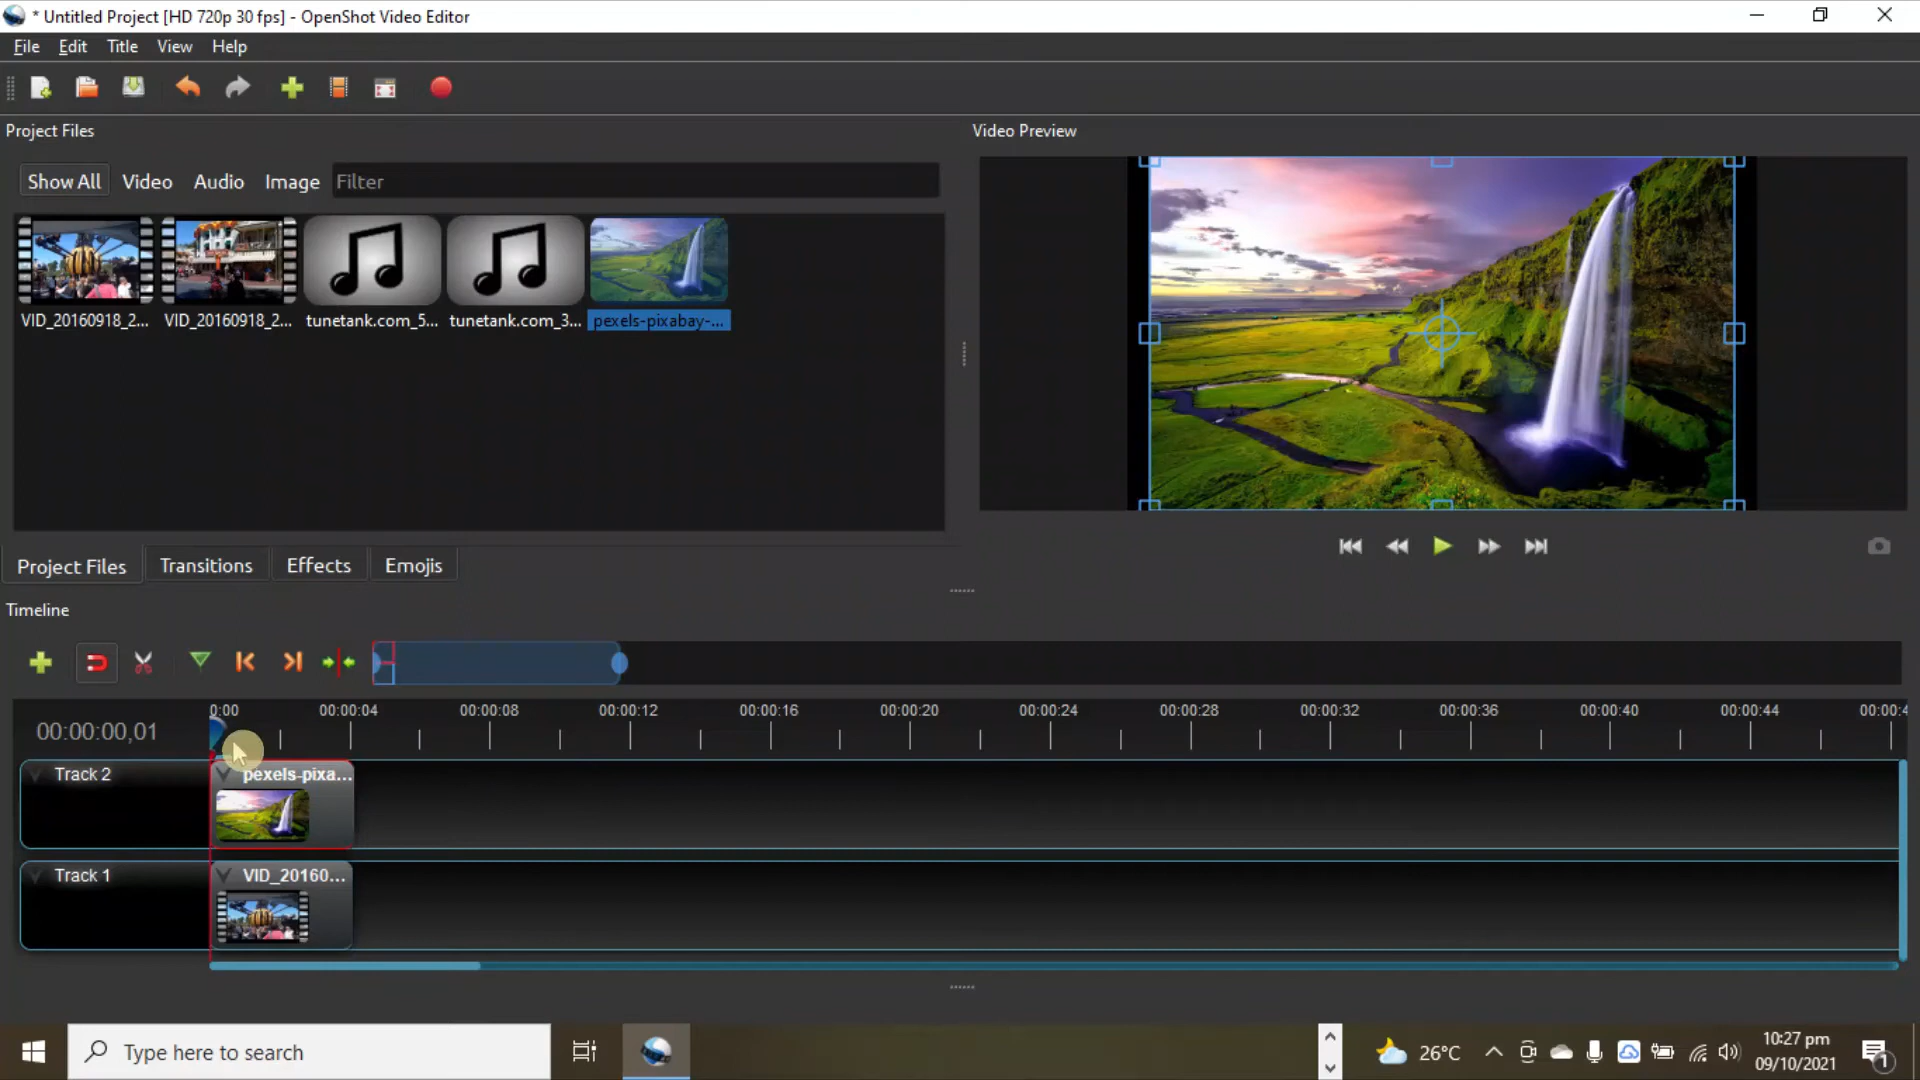 * Untitled Project [HD 720p 30 fps] - OpenShot Video Editor
File Edit Title View Help
Project Files
Video Preview
Show All Video Audio Image Filter
VID_20160918_2... VID_20160918_2... tunetank.com_5... tunetank.com_3... pexels-pixabay-...
Project Files Transitions Effects Emojis
Timeline
0:00 00:00:04 00:00:08 00:00:12 00:00:16 00:00:20 00:00:24 00:00:28 00:00:32 00:00:36 00:00:40 00:00:44 00:00:4
00:00:00,01
Track 2 pexels-pixa...
Track 1 VID_20160...
Type here to search
26°C
10:27 pm
09/10/2021
1